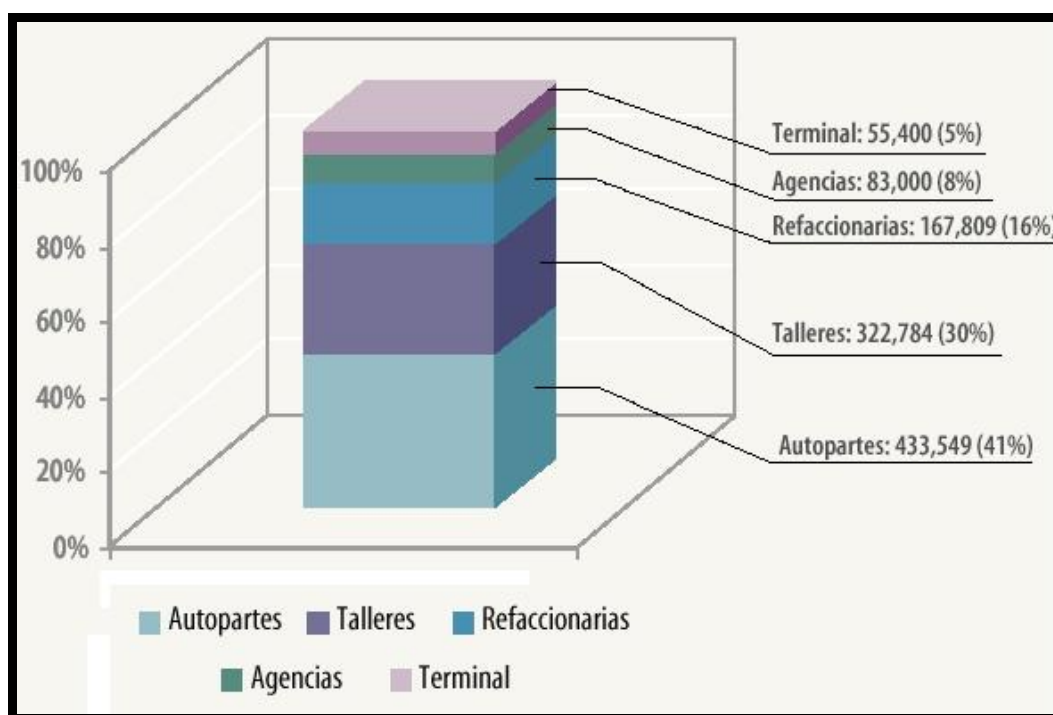 100%
80%
60%
40%
20%
0%
Terminal: 55,400 (5%)
Agencias: 83,000 (8%)
Refaccionarias: 167,809 (16%)
Talleres: 322,784 (30%)
Autopartes: 433,549 (41%)
Autopartes Talleres Refaccionarias
Agencias Terminal